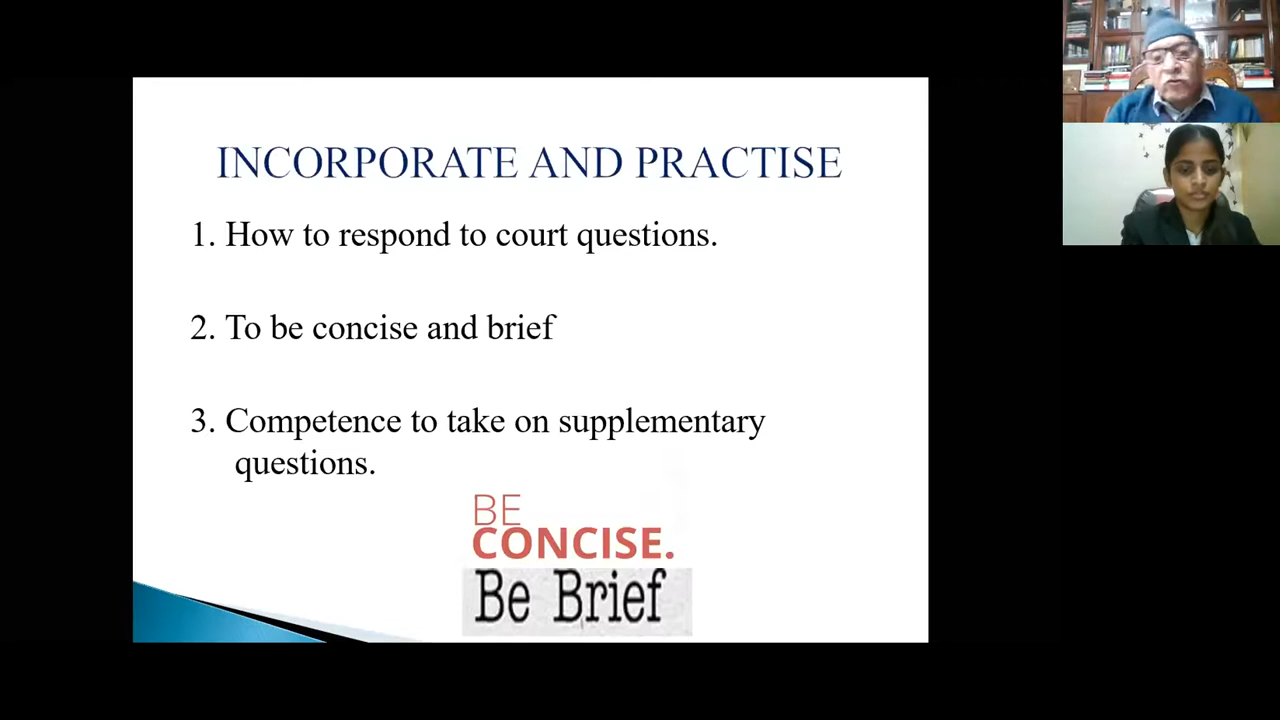 INCORPORATE AND PRACTISE
1. How to respond to court questions.
2. To be concise and brief
3. Competence to take on supplementary
questions.
BE
CONCISE.
Be Brief